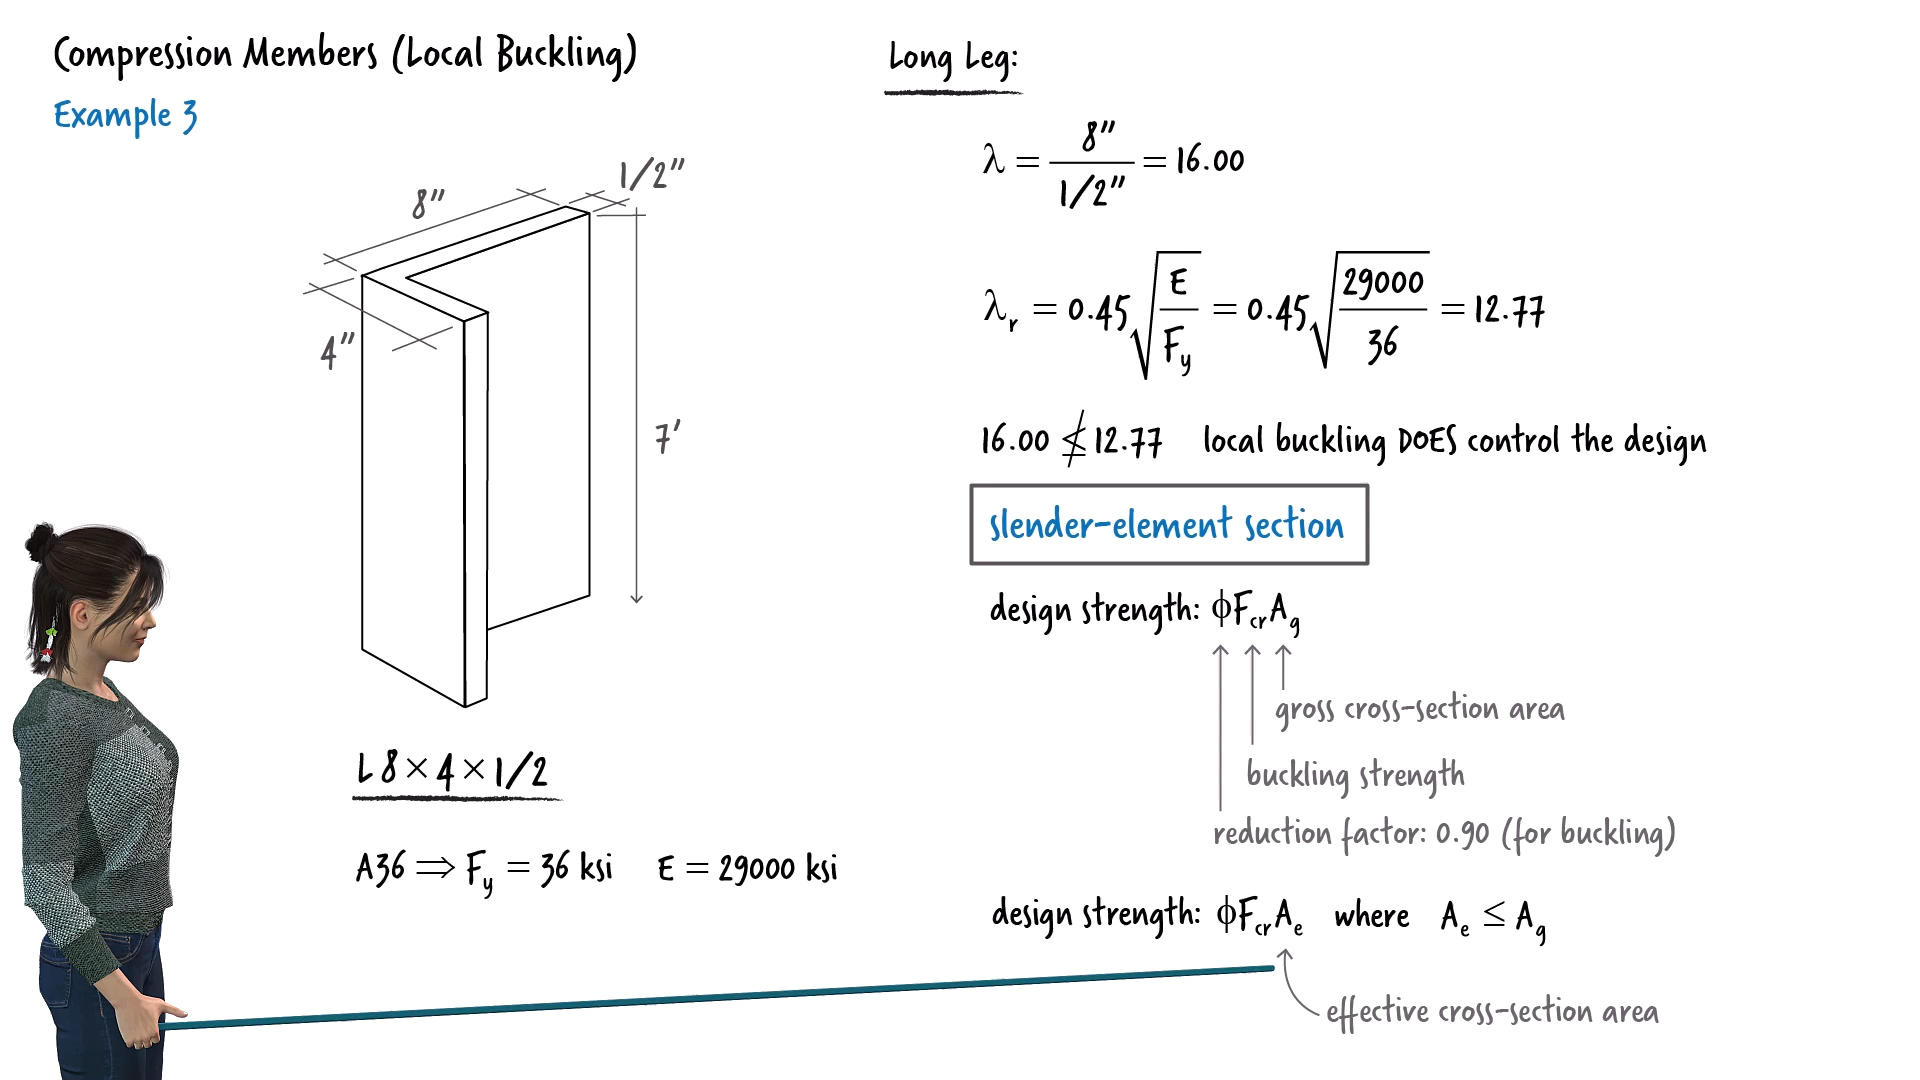 Compression Members (Local Buckling)
Example 3
8"
1/2"
4"
7'
L 8 × 4 × 1/2
A36 ⟹ F_y = 36 ksi E = 29000 ksi
Long Leg:
λ = 8" / 1/2" = 16.00
λ_r = 0.45 √(E / F_y) = 0.45 √(29000 / 36) = 12.77
16.00 ≰ 12.77 local buckling DOES control the design
slender-element section
design strength: ϕF_cr A_g
gross cross-section area
buckling strength
reduction factor: 0.90 (for buckling)
design strength: ϕF_cr A_e where A_e ≤ A_g
effective cross-section area